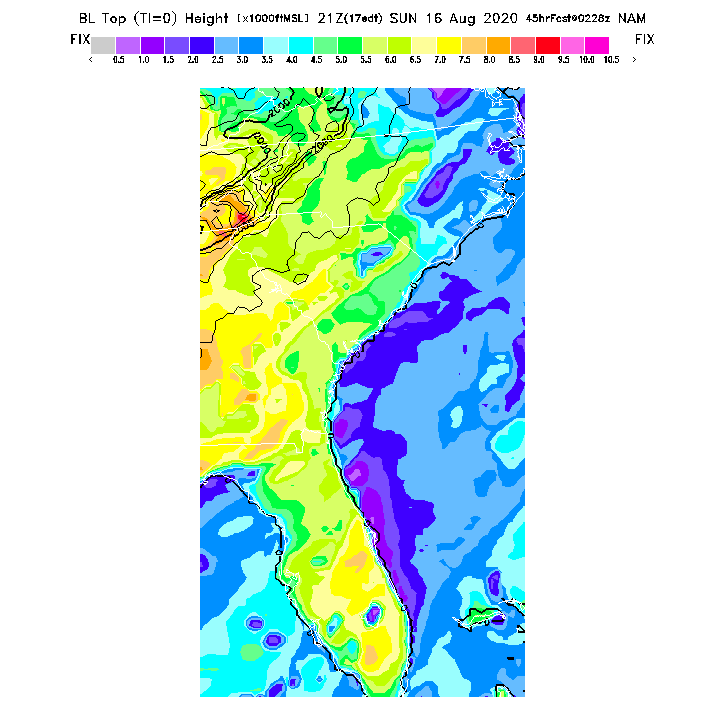 BL Top (TI=0) Height [x1000ftMSL] 21Z(17edt) SUN 16 Aug 2020 45hrFcst@0228z NAM
FIX FIX
< 0.5 1.0 1.5 2.0 2.5 3.0 3.5 4.0 4.5 5.0 5.5 6.0 6.5 7.0 7.5 8.0 8.5 9.0 9.5 10.0 10.5 >
2000
2000
2000